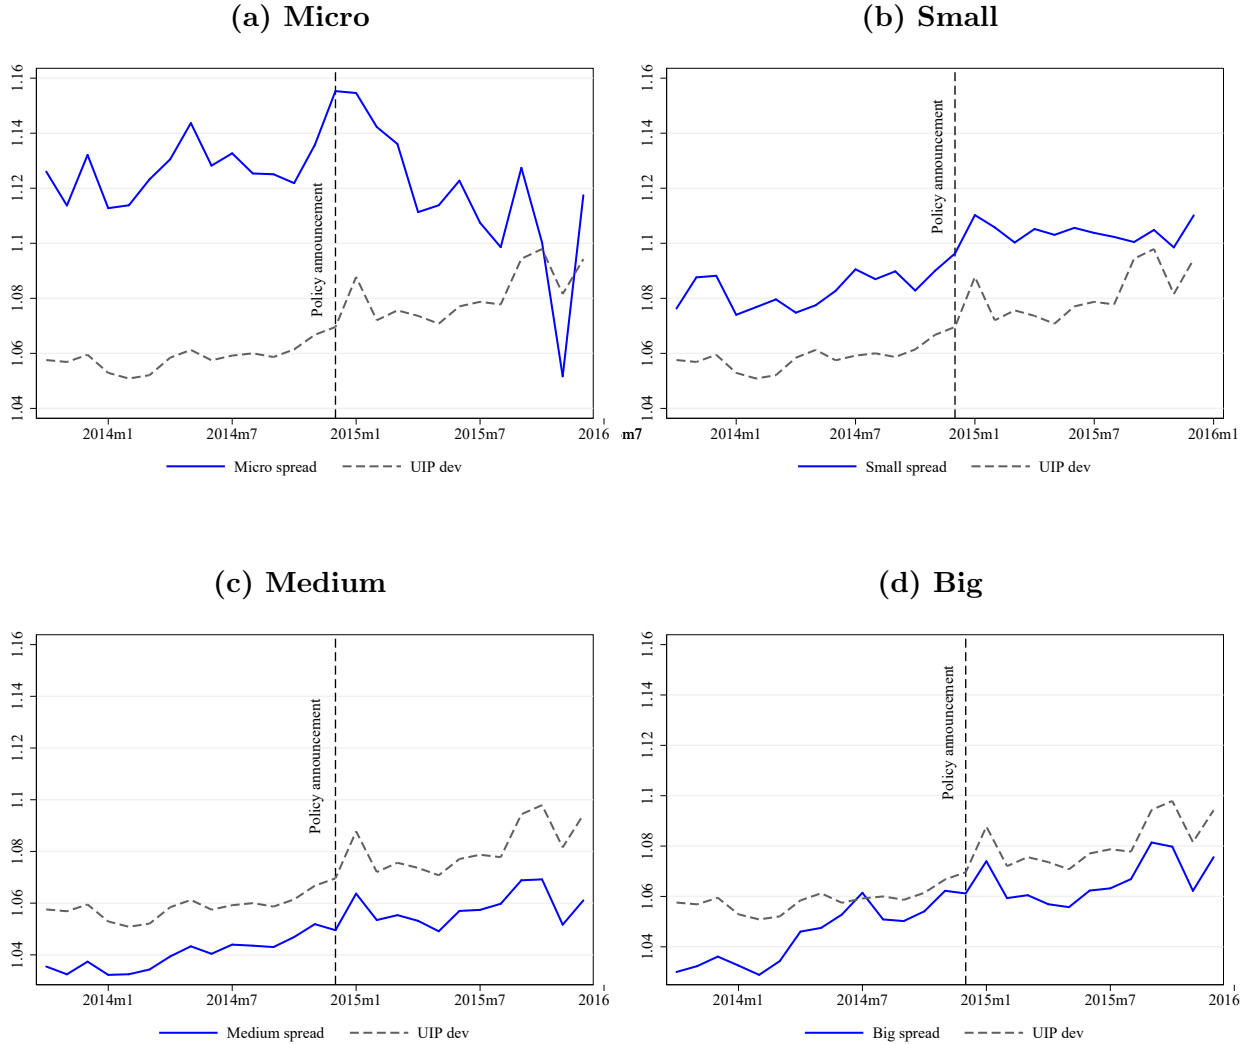 (a) Micro
1.16
1.14
1.12
1.1
1.08
1.06
1.04
Policy announcement
2014m1
2014m7
2015m1
2015m7
2016
Micro spread
UIP dev
(b) Small
1.16
1.14
1.12
1.1
1.08
1.06
1.04
Policy announcement
m7
2014m1
2014m7
2015m1
2015m7
2016m1
Small spread
UIP dev
(c) Medium
1.16
1.14
1.12
1.1
1.08
1.06
1.04
Policy announcement
2014m1
2014m7
2015m1
2015m7
2016
Medium spread
UIP dev
(d) Big
1.16
1.14
1.12
1.1
1.08
1.06
1.04
Policy announcement
2014m1
2014m7
2015m1
2015m7
2016
Big spread
UIP dev